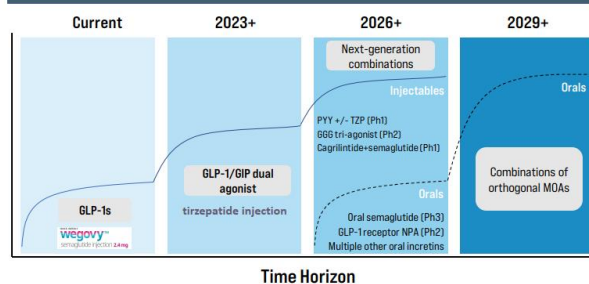 Current
2023+
2026+
2029+
GLP-1s
wegovy
semaglutide injection 2.4 mg
GLP-1/GIP dual
agonist
tirzepatide injection
Next-generation
combinations
Injectables
PYY +/- TZP (Ph1)
GGG tri-agonist (Ph2)
Cagrilintide+semaglutide (Ph1)
Orals
Oral semaglutide (Ph3)
GLP-1 receptor NPA (Ph2)
Multiple other oral incretins
Orals
Combinations of
orthogonal MOAs
Time Horizon